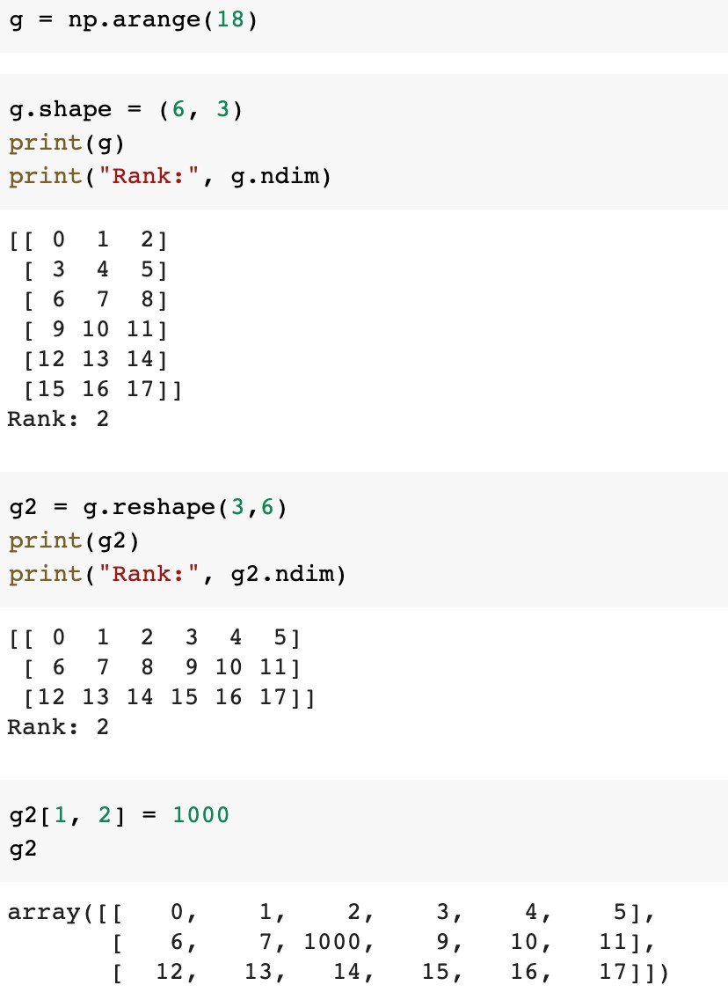 g = np.arange(18)
g.shape = (6, 3)
print(g)
print("Rank:", g.ndim)
[[ 0  1  2]
 [ 3  4  5]
 [ 6  7  8]
 [ 9 10 11]
 [12 13 14]
 [15 16 17]]
Rank: 2
g2 = g.reshape(3,6)
print(g2)
print("Rank:", g2.ndim)
[[ 0  1  2  3  4  5]
 [ 6  7  8  9 10 11]
 [12 13 14 15 16 17]]
Rank: 2
g2[1, 2] = 1000
g2
array([[   0,    1,    2,    3,    4,    5],
       [   6,    7, 1000,    9,   10,   11],
       [  12,   13,   14,   15,   16,   17]])